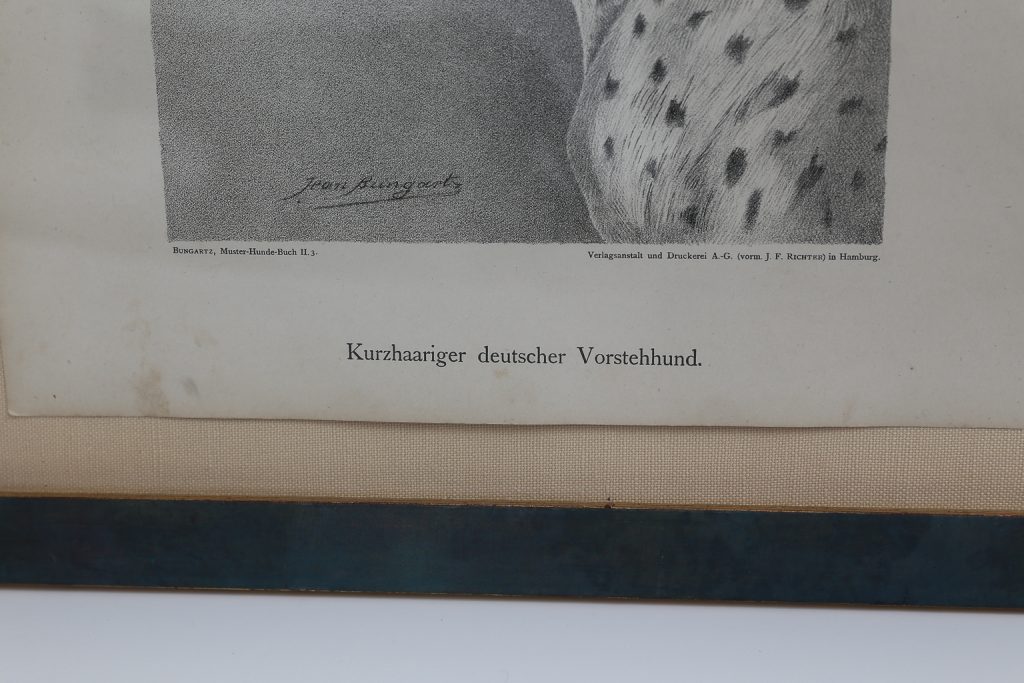 Jean Bungartz
BUNGARTZ, Muster-Hunde-Buch II. 3.
Verlagsanstalt und Druckerei A.-G. (vorm. J. F. RICHTER) in Hamburg.
Kurzhaariger deutscher Vorstehhund.